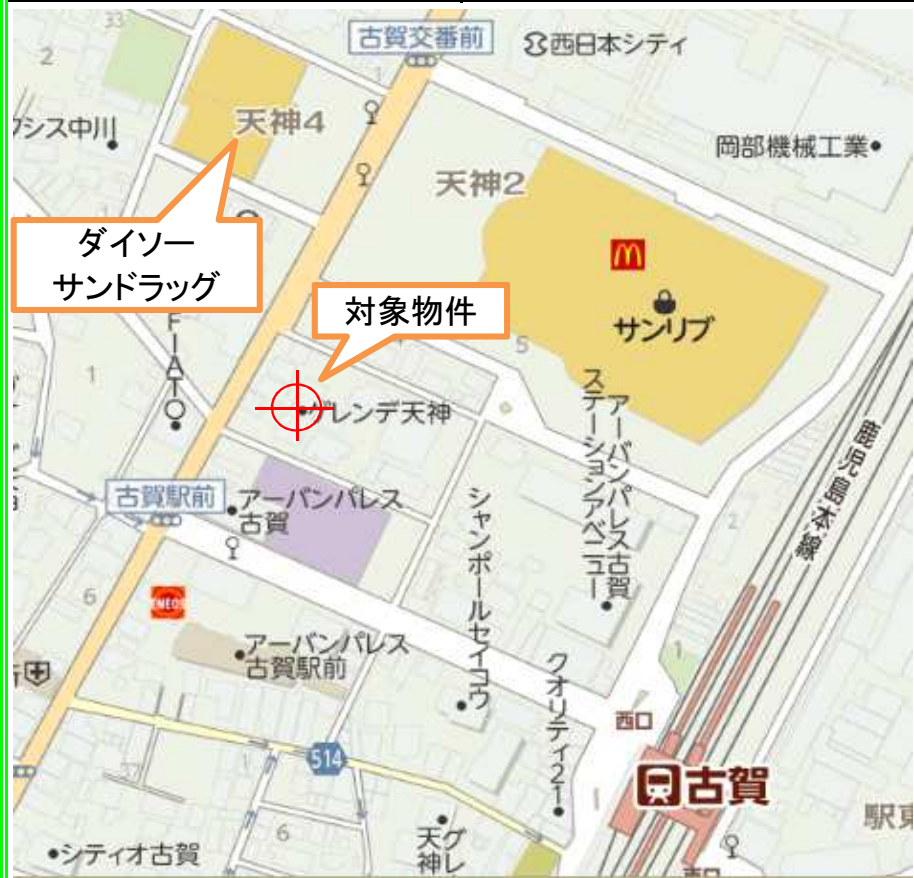 33
2
古賀交番前
西日本シティ
1
天神4
クシス中川
岡部機械工業
天神2
ダイソー
サンドラッグ
対象物件
サンリブ
5
FIATO
1
グレンデ天神
アーバンパレス古賀
ステーションアベニュー
鹿児島本線
古賀駅前
アーバンパレス
古賀
シャンポールセイコウ
2
6
ENEOS
アーバンパレス
古賀駅前
1
クオリティ21
西口
514
1
古賀
駅東
6
シティオ古賀
天神
グレ